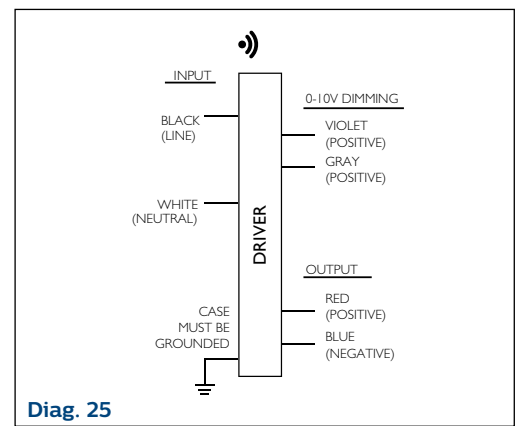 INPUT
BLACK
(LINE)
WHITE
(NEUTRAL)
CASE
MUST BE
GROUNDED
DRIVER
0-10V DIMMING
VIOLET
(POSITIVE)
GRAY
(POSITIVE)
OUTPUT
RED
(POSITIVE)
BLUE
(NEGATIVE)
Diag. 25